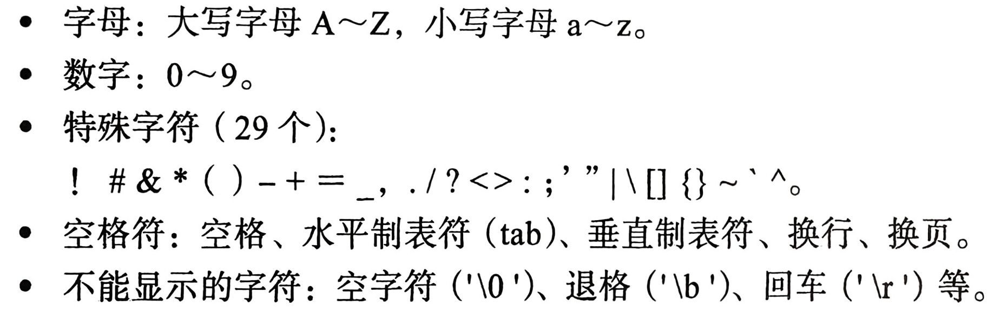 • 字母：大写字母 A～Z，小写字母 a～z。
• 数字：0～9。
• 特殊字符（29 个）：
！ # & * ( ) – + = _ , . / ? < > : ; ’ ” | \ [] {} ~ ` ^。
• 空格符：空格、水平制表符（tab）、垂直制表符、换行、换页。
• 不能显示的字符：空字符（'\0 '）、退格（'\b '）、回车（' \r '）等。